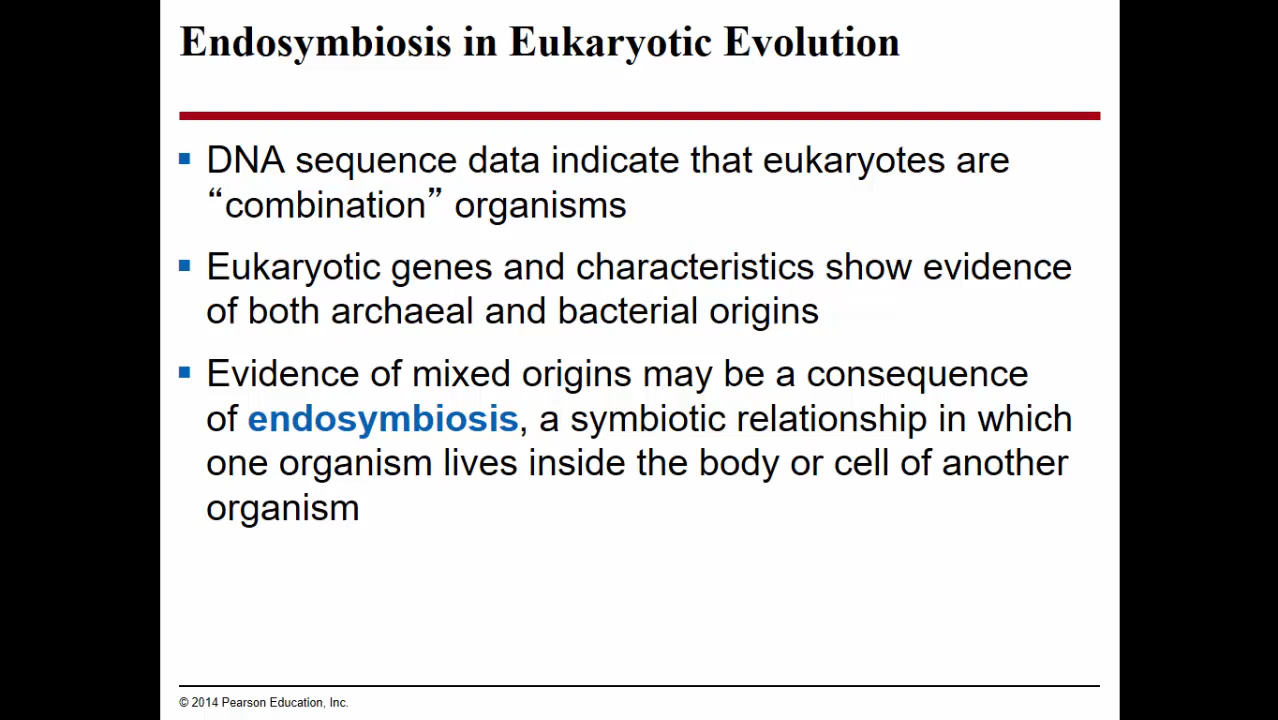 Endosymbiosis in Eukaryotic Evolution
▪ DNA sequence data indicate that eukaryotes are
“combination” organisms
▪ Eukaryotic genes and characteristics show evidence
of both archaeal and bacterial origins
▪ Evidence of mixed origins may be a consequence
of endosymbiosis, a symbiotic relationship in which
one organism lives inside the body or cell of another
organism
© 2014 Pearson Education, Inc.